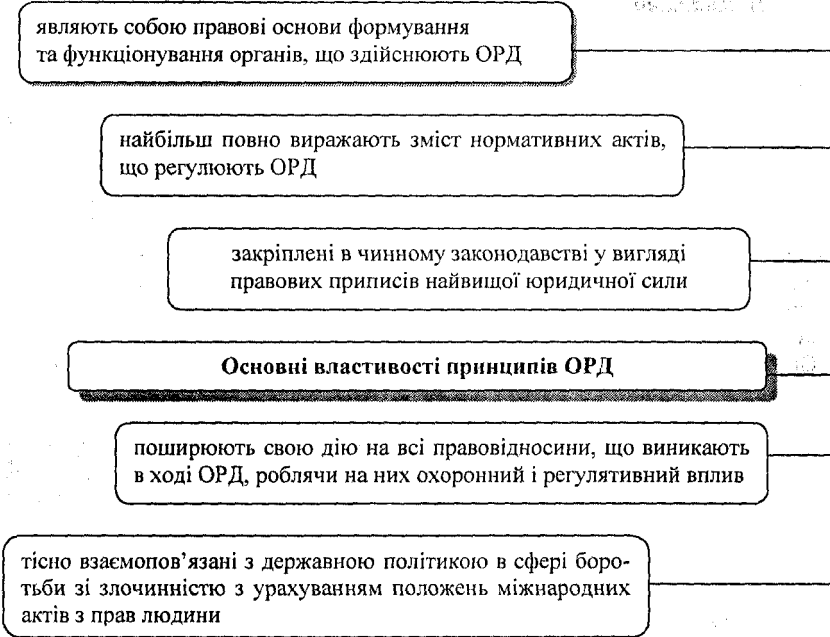 являють собою правові основи формування
та функціонування органів, що здійснюють ОРД
найбільш повно виражають зміст нормативних актів,
що регулюють ОРД
закріплені в чинному законодавстві у вигляді
правових приписів найвищої юридичної сили
Основні властивості принципів ОРД
поширюють свою дію на всі правовідносини, що виникають
в ході ОРД, роблячи на них охоронний і регулятивний вплив
тісно взаємопов’язані з державною політикою в сфері боро-
тьби зі злочинністю з урахуванням положень міжнародних
актів з прав людини